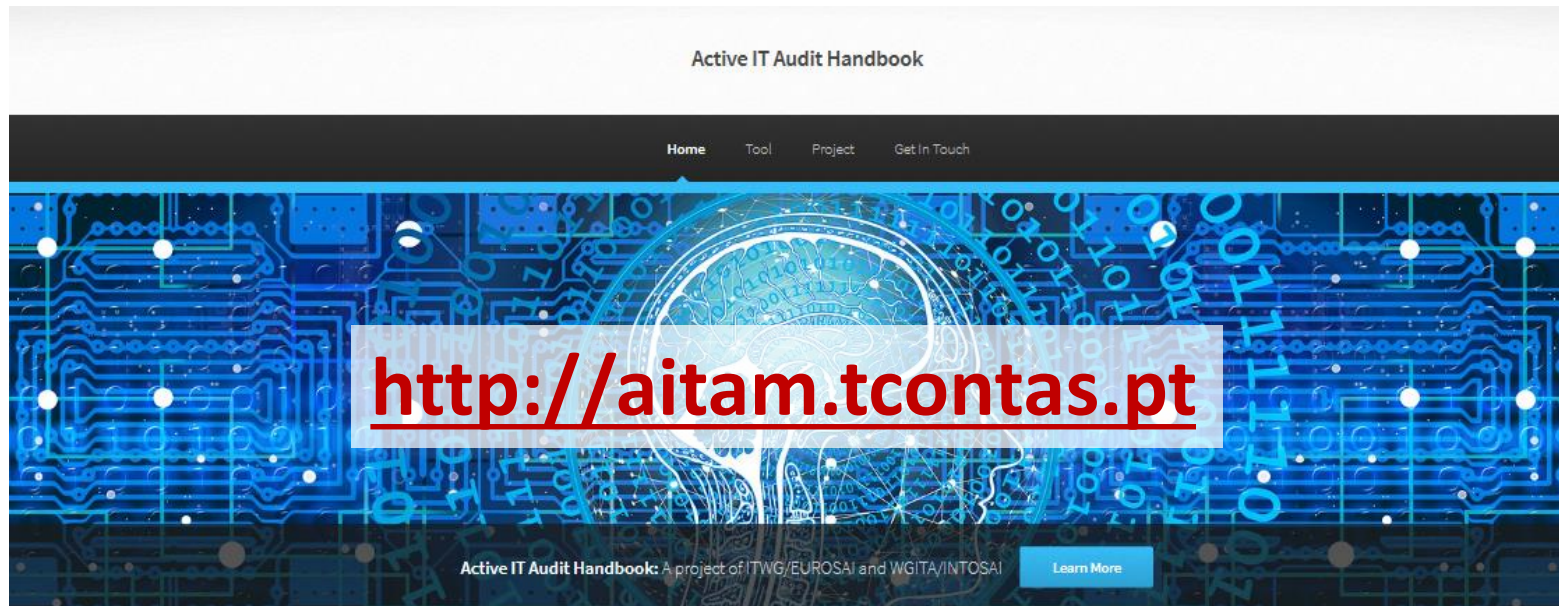 Active IT Audit Handbook
Home Tool Project Get In Touch
http://aitam.tcontas.pt
Active IT Audit Handbook: A project of ITWG/EUROSAI and WGITA/INTOSAI Learn More